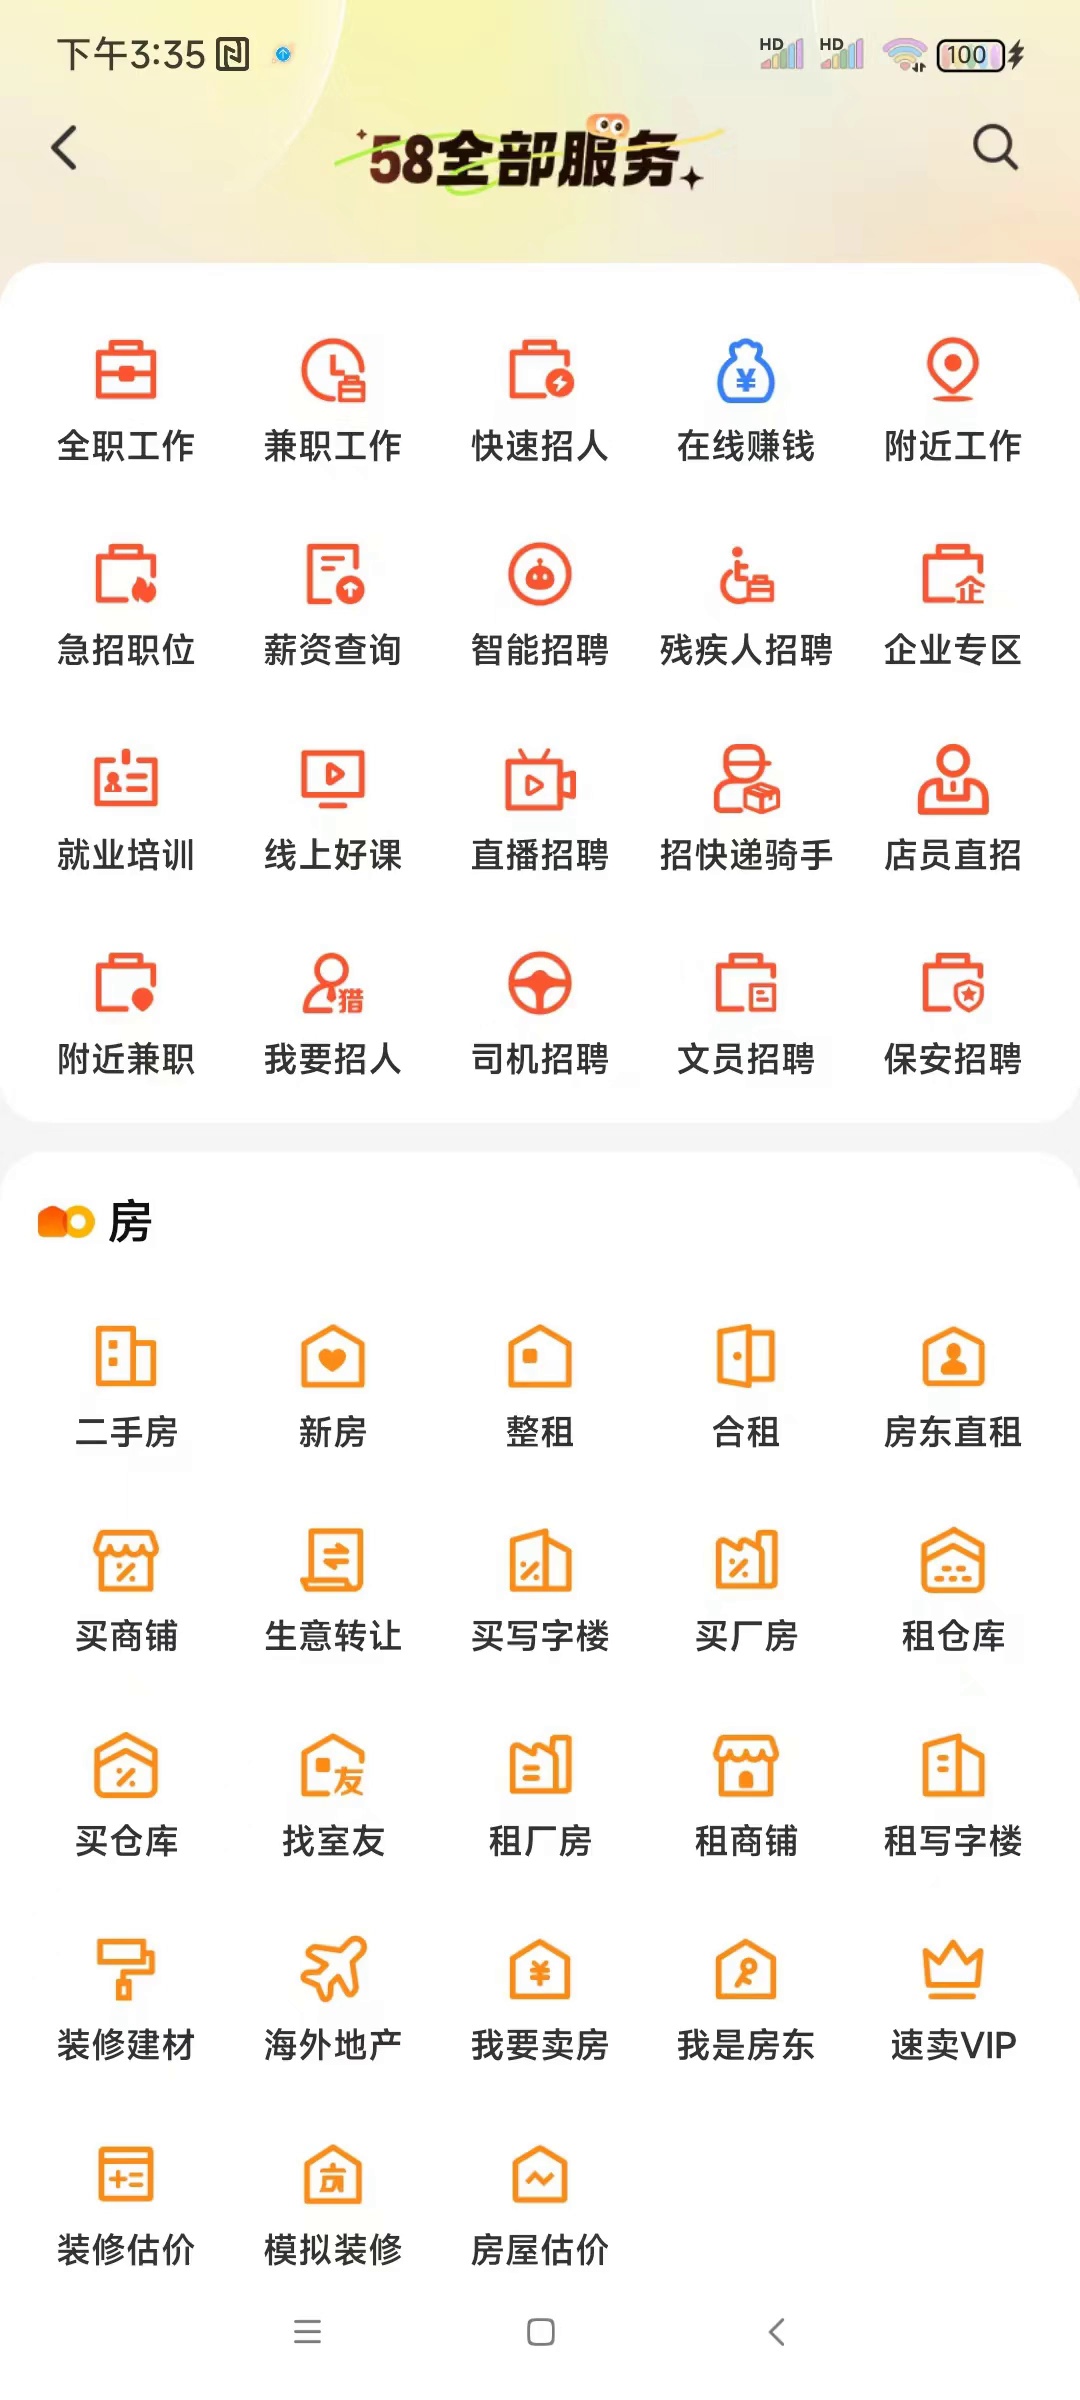 下午3:35 HD HD 100
58全部服务
全职工作 兼职工作 快速招人 在线赚钱 附近工作
企
急招职位 薪资查询 智能招聘 残疾人招聘 企业专区
就业培训 线上好课 直播招聘 招快递骑手 店员直招
猎
附近兼职 我要招人 司机招聘 文员招聘 保安招聘
房
二手房 新房 整租 合租 房东直租
买商铺 生意转让 买写字楼 买厂房 租仓库
友
买仓库 找室友 租厂房 租商铺 租写字楼
装修建材 海外地产 我要卖房 我是房东 速卖VIP
装修估价 模拟装修 房屋估价